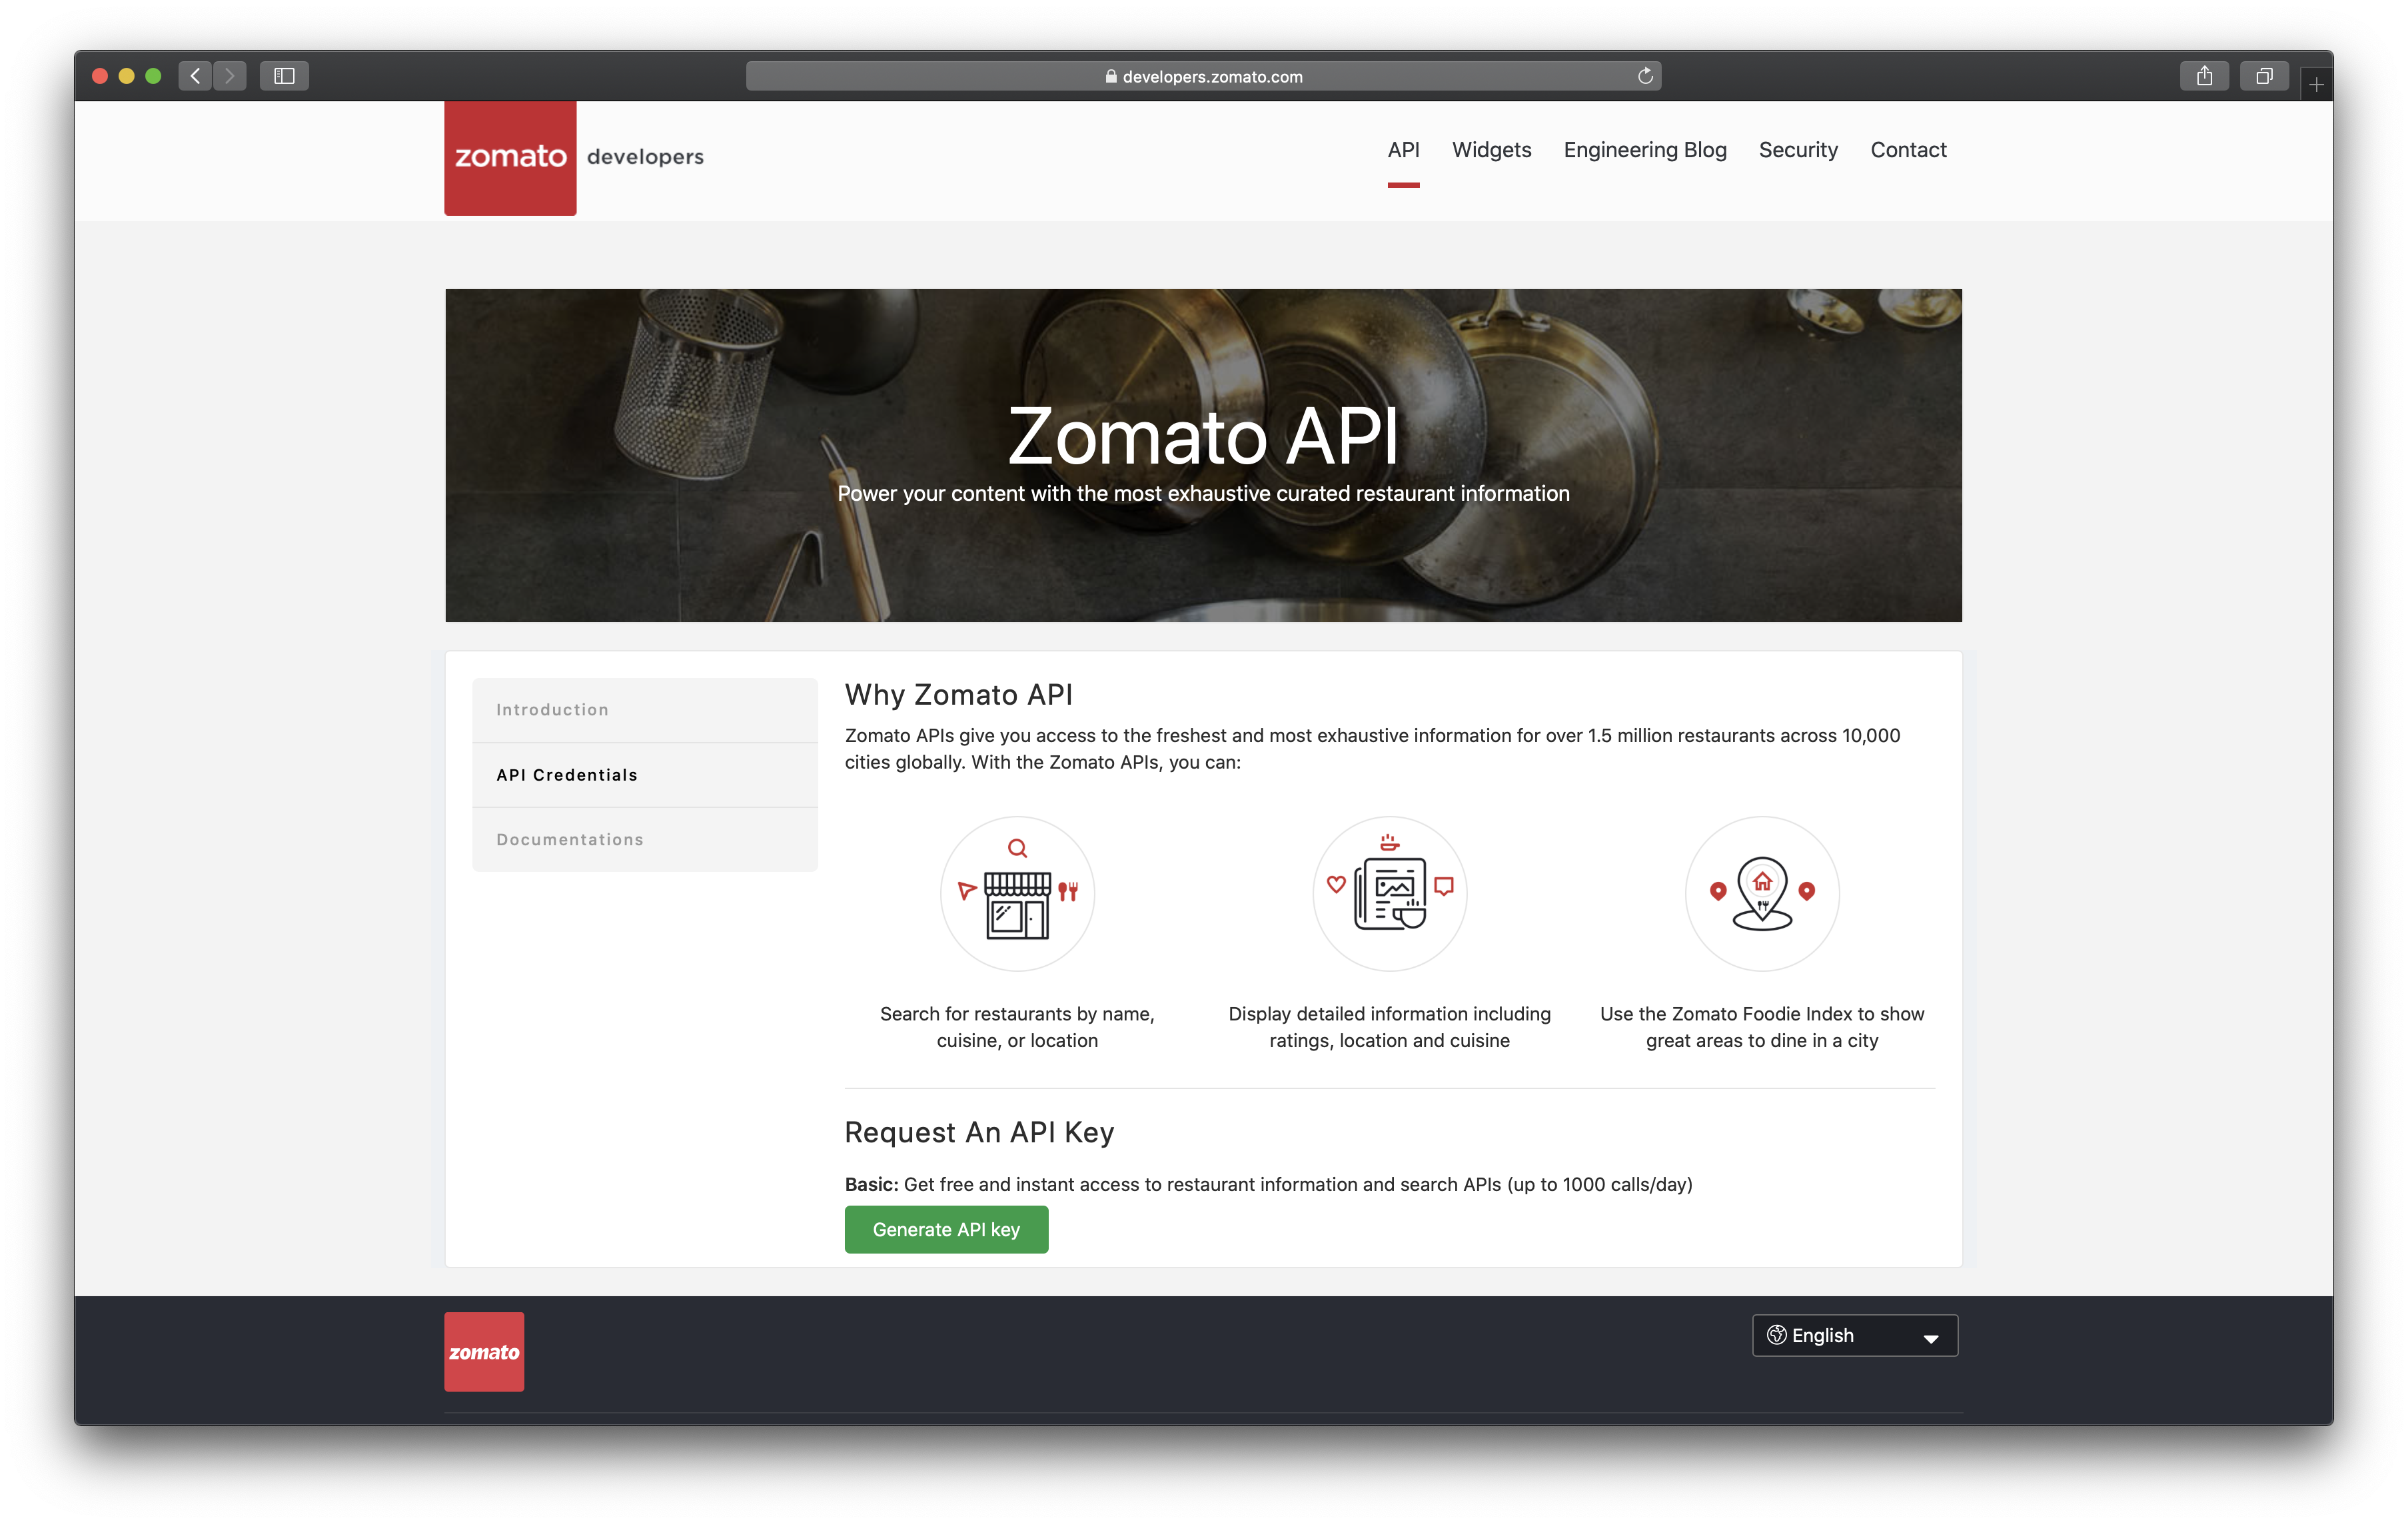 developers.zomato.com
zomato developers
API Widgets Engineering Blog Security Contact
Zomato API
Power your content with the most exhaustive curated restaurant information
Introduction
API Credentials
Documentations
Why Zomato API
Zomato APIs give you access to the freshest and most exhaustive information for over 1.5 million restaurants across 10,000
cities globally. With the Zomato APIs, you can:
Search for restaurants by name,
cuisine, or location
Display detailed information including
ratings, location and cuisine
Use the Zomato Foodie Index to show
great areas to dine in a city
Request An API Key
Basic: Get free and instant access to restaurant information and search APIs (up to 1000 calls/day)
Generate API key
zomato
English